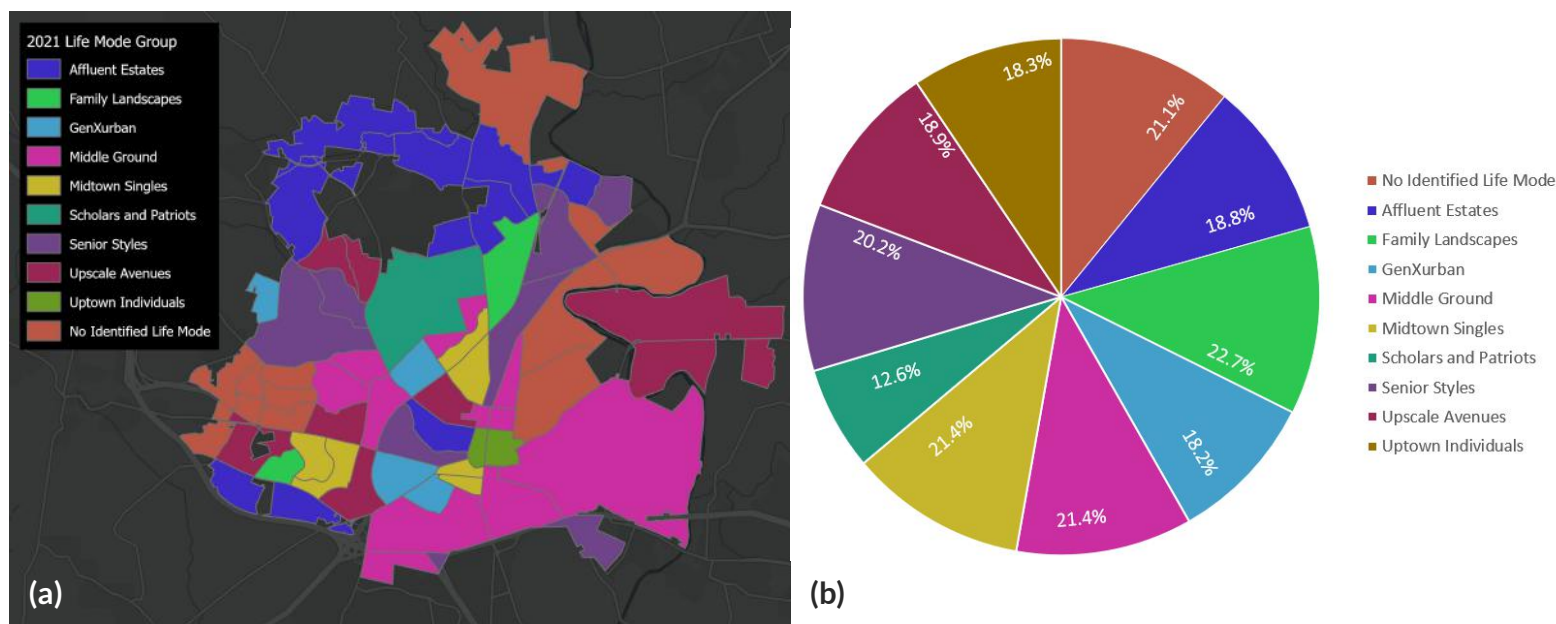 2021 Life Mode Group
Affluent Estates
Family Landscapes
GenXurban
Middle Ground
Midtown Singles
Scholars and Patriots
Senior Styles
Upscale Avenues
Uptown Individuals
No Identified Life Mode
(a)
18.3%
21.1%
18.9%
18.8%
20.2%
22.7%
12.6%
18.2%
21.4%
21.4%
No Identified Life Mode
Affluent Estates
Family Landscapes
GenXurban
Middle Ground
Midtown Singles
Scholars and Patriots
Senior Styles
Upscale Avenues
Uptown Individuals
(b)